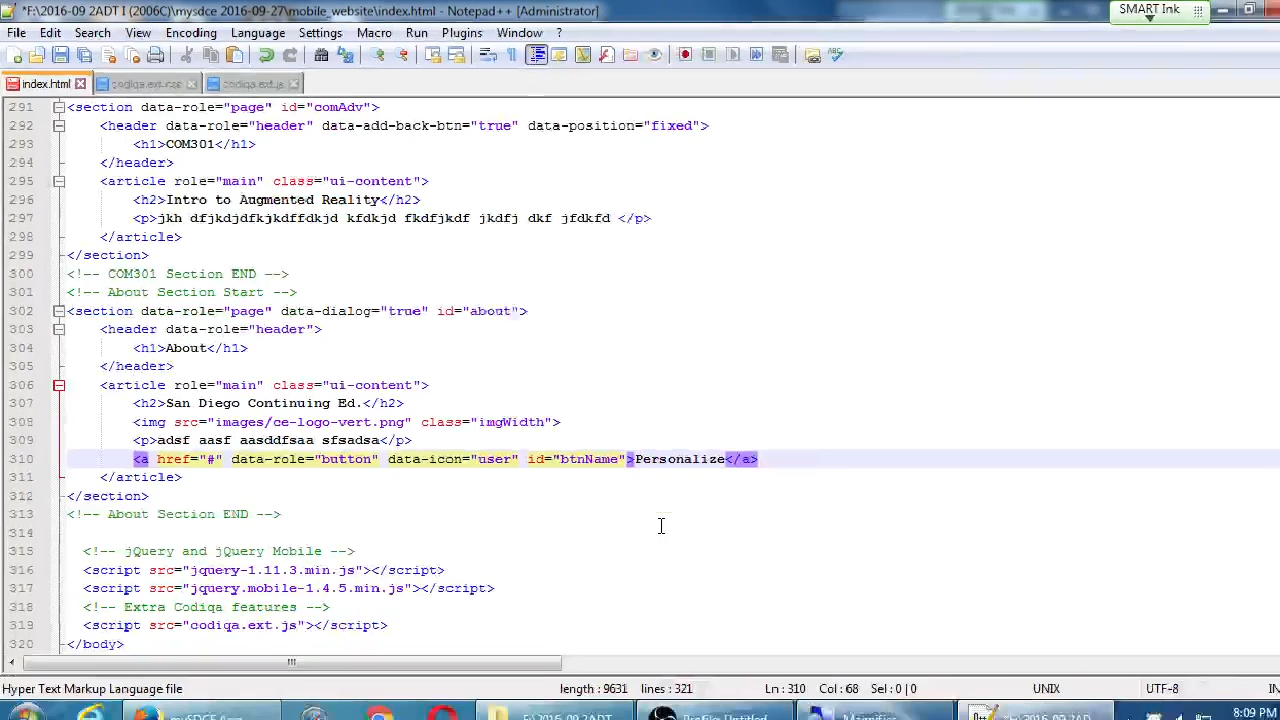 *F:\2016-09 2ADT I (2006C)\mysdce 2016-09-27\mobile_website\index.html - Notepad++ [Administrator]
SMART Ink
File Edit Search View Encoding Language Settings Macro Run Plugins Window ?
index.html codiqa.ext.css codiqa.ext.js
291 <section data-role="page" id="comAdv">
292 <header data-role="header" data-add-back-btn="true" data-position="fixed">
293 <h1>COM301</h1>
294 </header>
295 <article role="main" class="ui-content">
296 <h2>Intro to Augmented Reality</h2>
297 <p>jkh dfjkdjdfkjkdffdkjd kfdkjd fkdfjkdf jkdfj dkf jfdkfd </p>
298 </article>
299 </section>
300 <!-- COM301 Section END -->
301 <!-- About Section Start -->
302 <section data-role="page" data-dialog="true" id="about">
303 <header data-role="header">
304 <h1>About</h1>
305 </header>
306 <article role="main" class="ui-content">
307 <h2>San Diego Continuing Ed.</h2>
308 <img src="images/ce-logo-vert.png" class="imgWidth">
309 <p>adsf aasf aasddfsaa sfsadsa</p>
310 <a href="#" data-role="button" data-icon="user" id="btnName">Personalize</a>
311 </article>
312 </section>
313 <!-- About Section END -->
314
315 <!-- jQuery and jQuery Mobile -->
316 <script src="jquery-1.11.3.min.js"></script>
317 <script src="jquery.mobile-1.4.5.min.js"></script>
318 <!-- Extra Codiqa features -->
319 <script src="codiqa.ext.js"></script>
320 </body>
Hyper Text Markup Language file length : 9631 lines : 321 Ln : 310 Col : 68 Sel : 0 | 0 UNIX UTF-8
8:09 PM